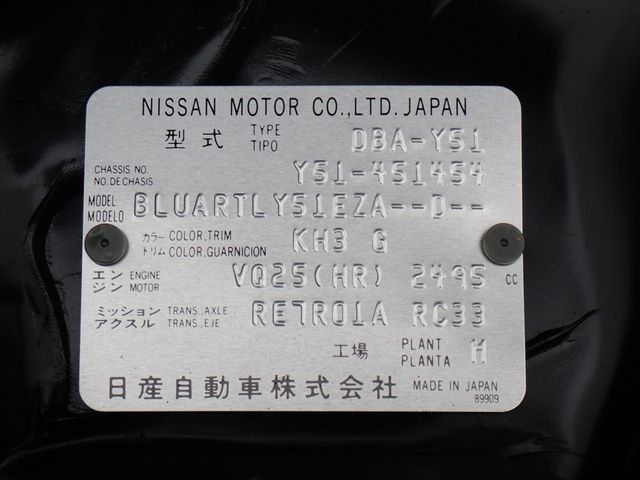 NISSAN MOTOR CO.,LTD. JAPAN
型式 TYPE TIPO DBA-Y51
CHASSIS NO. NO. DE CHASIS Y51-451454
MODEL MODELO BLUARTLY51EZA--D--
カラー COLOR, TRIM トリム COLOR, GUARNICION KH3 G
エンジン ENGINE MOTOR VQ25(HR) 2495 CC
ミッション アクスル TRANS., AXLE TRANS., EJE RE7R01A RC33
工場 PLANT PLANTA M
日産自動車株式会社 MADE IN JAPAN
89909